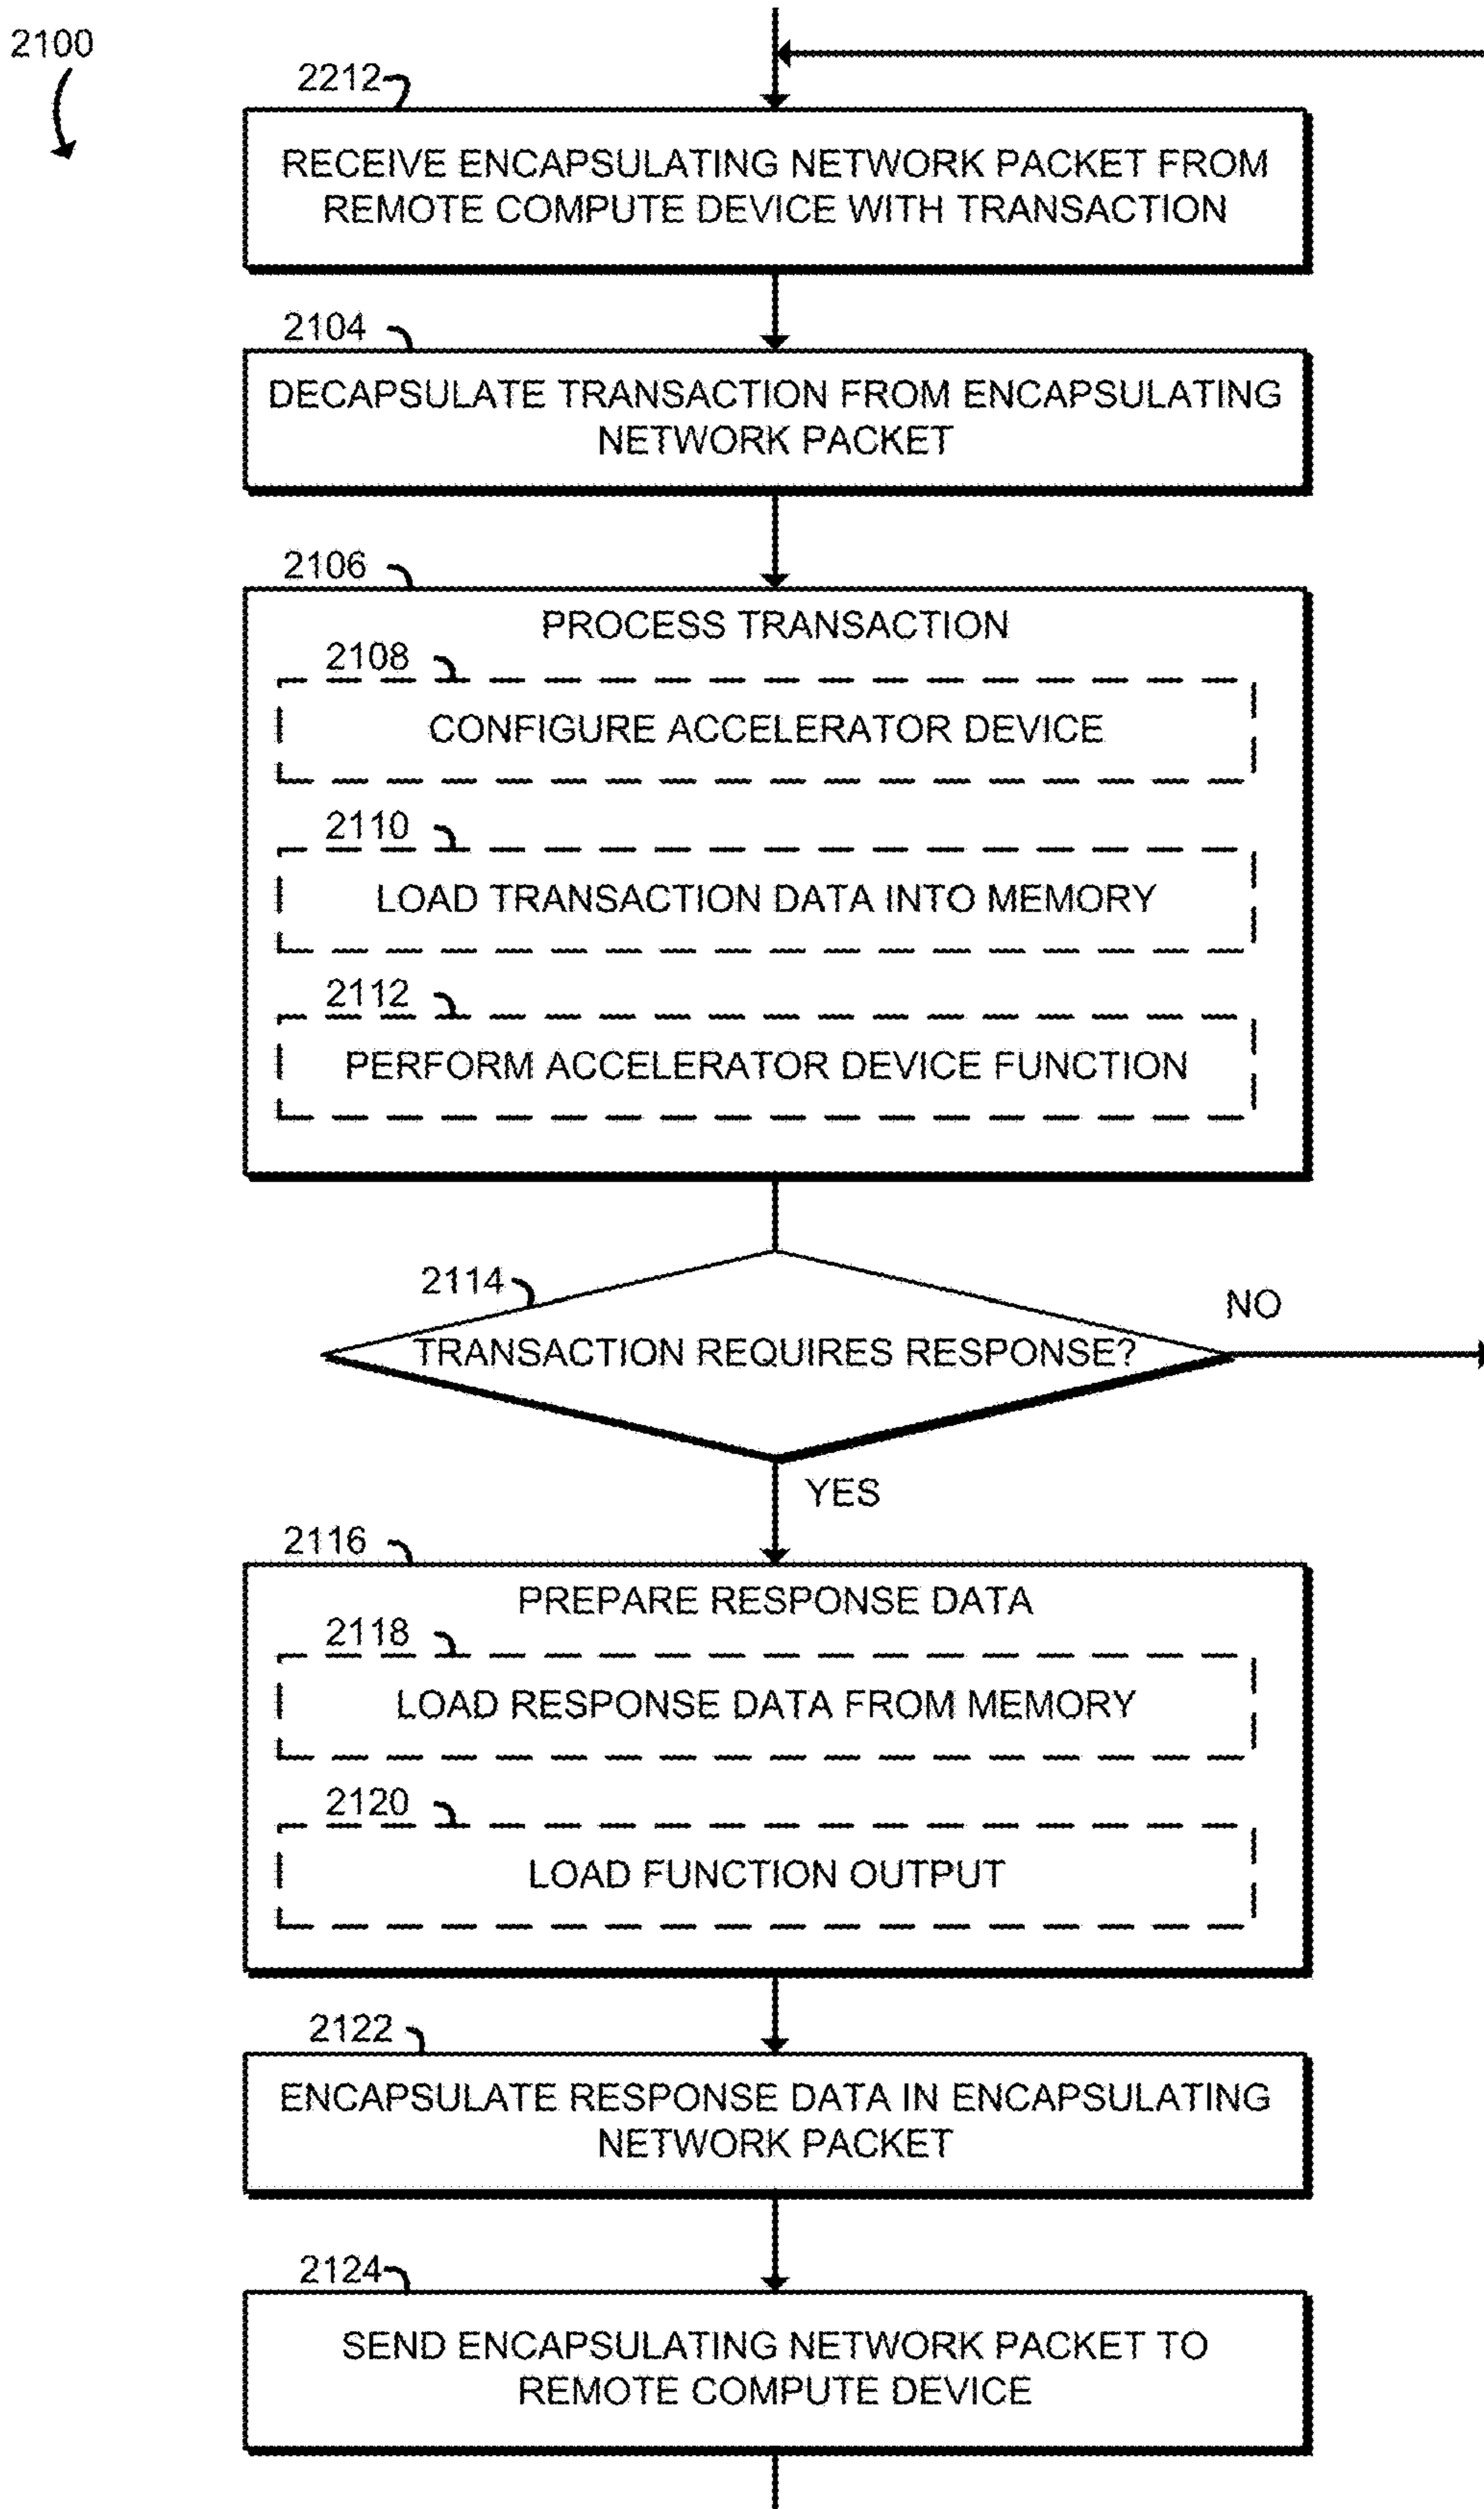 2100
2212
RECEIVE ENCAPSULATING NETWORK PACKET FROM
REMOTE COMPUTE DEVICE WITH TRANSACTION
2104
DECAPSULATE TRANSACTION FROM ENCAPSULATING
NETWORK PACKET
2106
PROCESS TRANSACTION
2108
CONFIGURE ACCELERATOR DEVICE
2110
LOAD TRANSACTION DATA INTO MEMORY
2112
PERFORM ACCELERATOR DEVICE FUNCTION
2114
NO
TRANSACTION REQUIRES RESPONSE?
YES
2116
PREPARE RESPONSE DATA
2118
LOAD RESPONSE DATA FROM MEMORY
2120
LOAD FUNCTION OUTPUT
2122
ENCAPSULATE RESPONSE DATA IN ENCAPSULATING
NETWORK PACKET
2124
SEND ENCAPSULATING NETWORK PACKET TO
REMOTE COMPUTE DEVICE